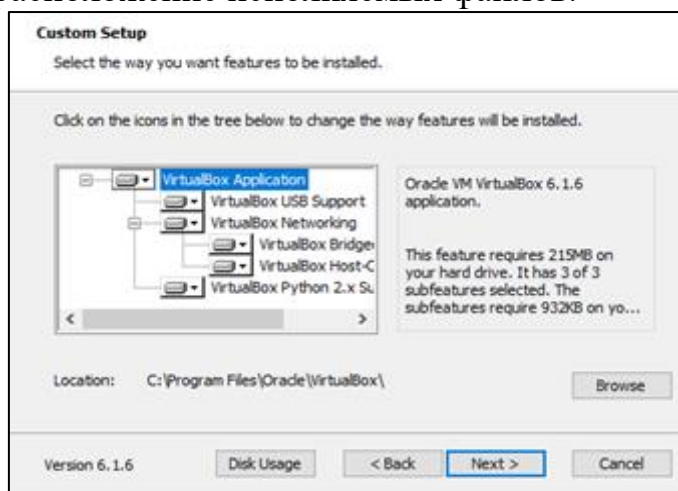 Custom Setup
Select the way you want features to be installed.
Click on the icons in the tree below to change the way features will be installed.
VirtualBox Application
VirtualBox USB Support
VirtualBox Networking
VirtualBox Bridge
VirtualBox Host-C
VirtualBox Python 2.x Su
Oracle VM VirtualBox 6.1.6
application.
This feature requires 215MB on
your hard drive. It has 3 of 3
subfeatures selected. The
subfeatures require 932KB on yo...
Location: C:\Program Files\Oracle\VirtualBox\
Browse
Version 6.1.6
Disk Usage
< Back
Next >
Cancel